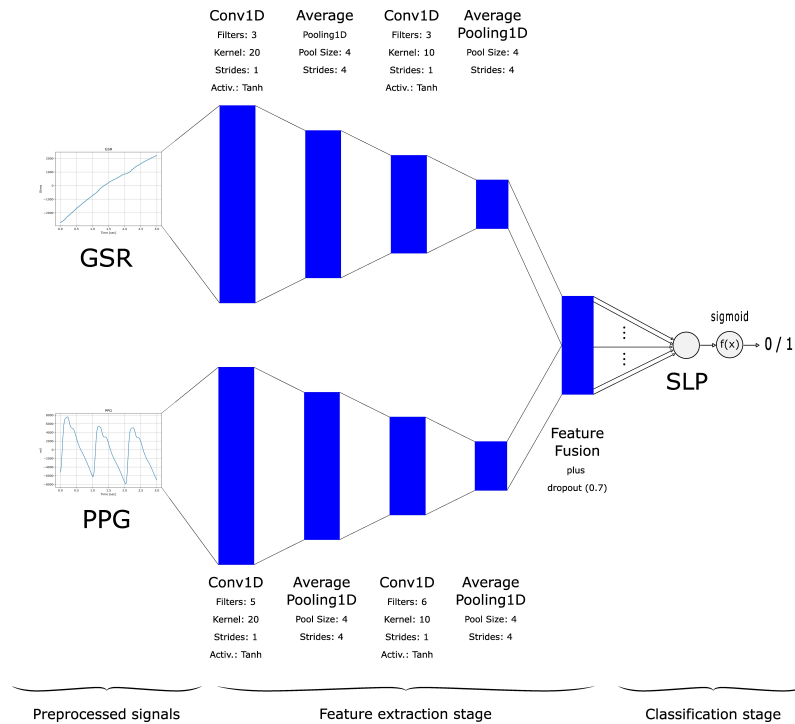 Conv1D
Filters: 3
Kernel: 20
Strides: 1
Activ.: Tanh
Average
Pooling1D
Pool Size: 4
Strides: 4
Conv1D
Filters: 3
Kernel: 10
Strides: 1
Activ.: Tanh
Average
Pooling1D
Pool Size: 4
Strides: 4
GSR
GSR
sigmoid
f(x)
0 / 1
SLP
PPG
PPG
Feature
Fusion
plus
dropout (0.7)
Conv1D
Filters: 5
Kernel: 20
Strides: 1
Activ.: Tanh
Average
Pooling1D
Pool Size: 4
Strides: 4
Conv1D
Filters: 6
Kernel: 10
Strides: 1
Activ.: Tanh
Average
Pooling1D
Pool Size: 4
Strides: 4
Preprocessed signals
Feature extraction stage
Classification stage